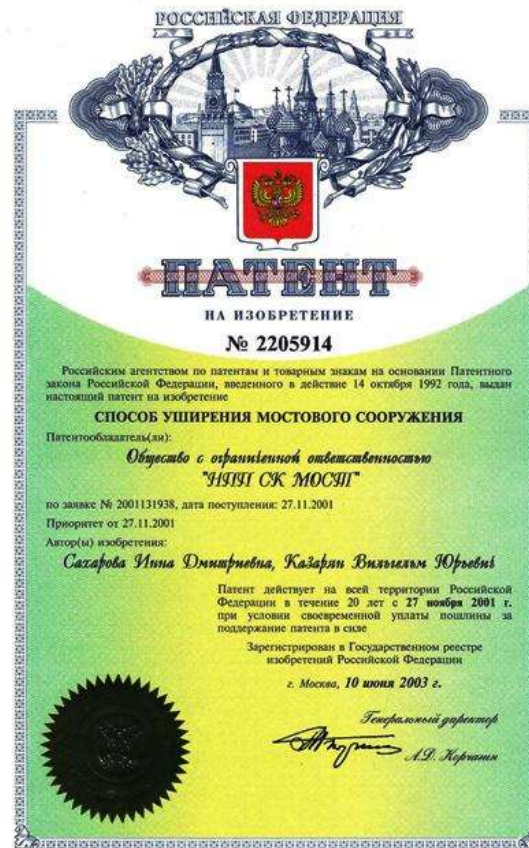 РОССИЙСКАЯ ФЕДЕРАЦИЯ
ПАТЕНТ
НА ИЗОБРЕТЕНИЕ
№ 2205914
Российским агентством по патентам и товарным знакам на основании Патентного
закона Российской Федерации, введенного в действие 14 октября 1992 года, выдан
настоящий патент на изобретение
СПОСОБ УШИРЕНИЯ МОСТОВОГО СООРУЖЕНИЯ
Патентообладатель(ли):
Общество с ограниченной ответственностью
"НПП СК МОСТ"
по заявке № 2001131938, дата поступления: 27.11.2001
Приоритет от 27.11.2001
Автор(ы) изобретения:
Сахарова Инна Дмитриевна, Казарян Вильгельм Юрьевич
Патент действует на всей территории Российской
Федерации в течение 20 лет с 27 ноября 2001 г.
при условии своевременной уплаты пошлины за
поддержание патента в силе
Зарегистрирован в Государственном реестре
изобретений Российской Федерации
г. Москва, 10 июня 2003 г.
Генеральный директор
А.Д. Корчагин